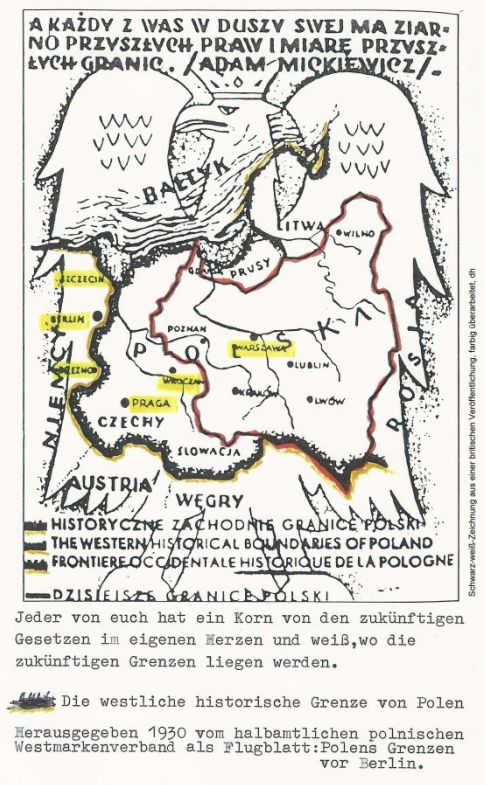 A KAŻDY Z WAS W DUSZY SWEJ MA ZIAR=
NO PRZYSZŁYCH PRAW I MIARĘ PRZYSZ=
ŁYCH GRANIC. /ADAM MICKIEWICZ/.
BAŁTYK
LITWA
WILNO
GDAŃSK
PRUSY
SZCZECIN
BERLIN
NIEMCY
POZNAŃ
POLSKA
WARSZAWA
ROSJA
LUBLIN
WROCŁAW
KRAKÓW
LWÓW
PRAGA
CZECHY
SŁOWACJA
AUSTRIA
WĘGRY
HISTORYCZNE ZACHODNIE GRANICE POLSKI
THE WESTERN HISTORICAL BOUNDARIES OF POLAND
FRONTIERE OCCIDENTALE HISTORIQUE DE LA POLOGNE
DZISIEJSZE GRANICE POLSKI
Schwarz-weiß-Zeichnung aus einer britischen Veröffentlichung, farbig überarbeitet, dh
Jeder von euch hat ein Korn von den zukünftigen
Gesetzen im eigenen Herzen und weiß,wo die
zukünftigen Grenzen liegen werden.
Die westliche historische Grenze von Polen
Herausgegeben 1930 vom halbamtlichen polnischen
Westmarkenverband als Flugblatt:Polens Grenzen
vor Berlin.